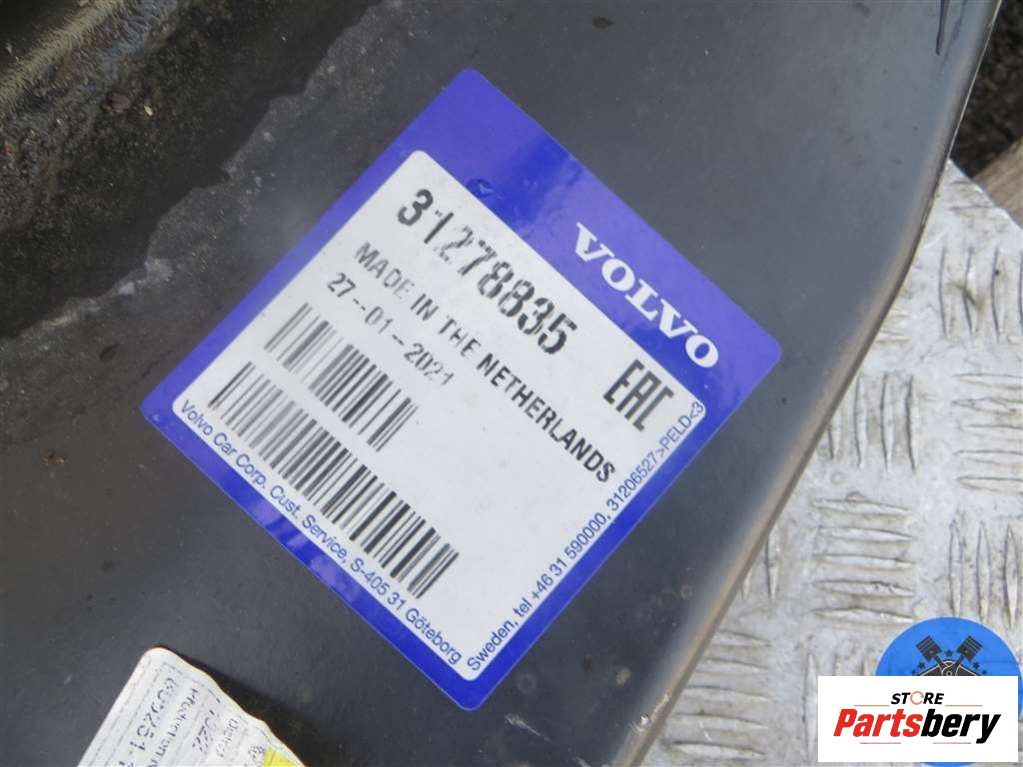 VOLVO
31278835
EAC
MADE IN THE NETHERLANDS
27--01--2021
Volvo Car Corp. Cust. Service, S-405 31 Göteborg
Sweden, tel +46 31 590000. 31206527>PELD<3
STORE
Partsbery